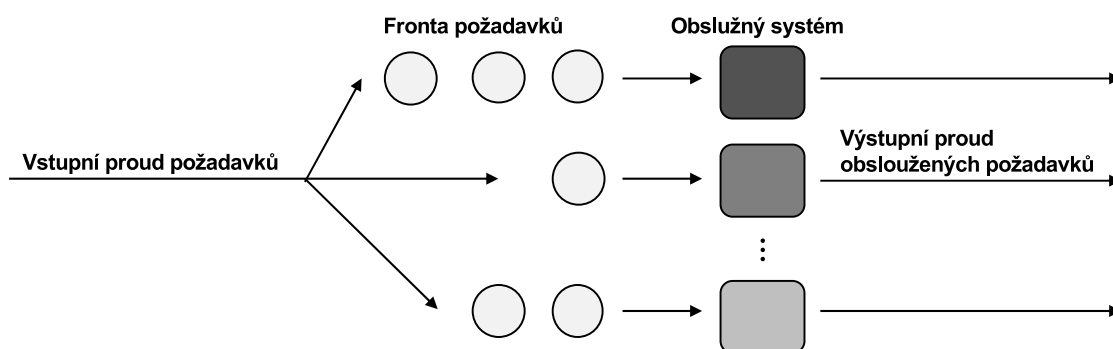 Fronta požadavků
Obslužný systém
Vstupní proud požadavků
Výstupní proud
obsloužených požadavků